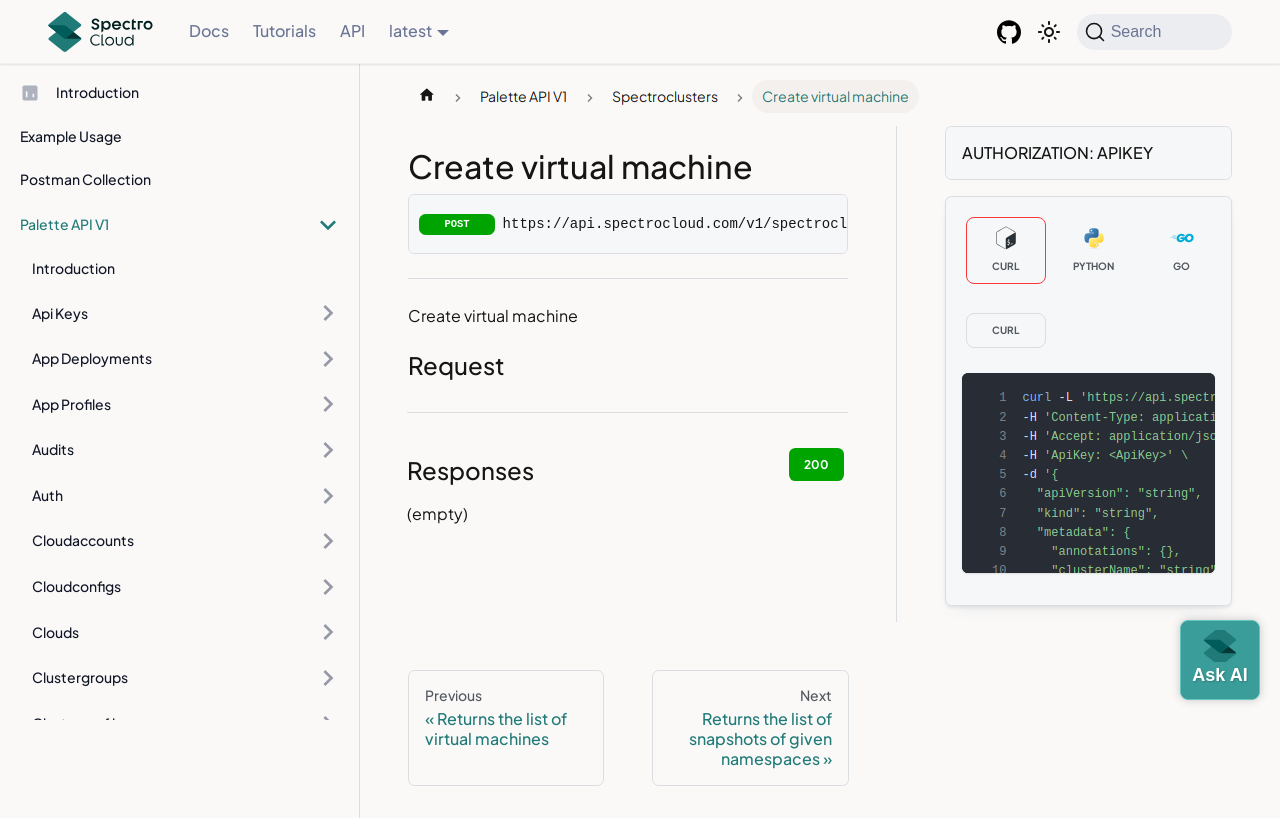 Spectro
Cloud
Docs
Tutorials
API
latest
Search
Introduction
Example Usage
Postman Collection
Palette API V1
Introduction
Api Keys
App Deployments
App Profiles
Audits
Auth
Cloudaccounts
Cloudconfigs
Clouds
Clustergroups
Palette API V1
Spectroclusters
Create virtual machine
Create virtual machine
POST https://api.spectrocloud.com/v1/spectrocl
Create virtual machine
Request
Responses
200
(empty)
Previous
« Returns the list of
virtual machines
Next
Returns the list of
snapshots of given
namespaces »
AUTHORIZATION: APIKEY
CURL
PYTHON
GO
CURL
1 curl -L 'https://api.spectr
2 -H 'Content-Type: applicati
3 -H 'Accept: application/jso
4 -H 'ApiKey: <ApiKey>' \
5 -d '{
6 "apiVersion": "string",
7 "kind": "string",
8 "metadata": {
9 "annotations": {},
10 "clusterName": "string"
Ask AI